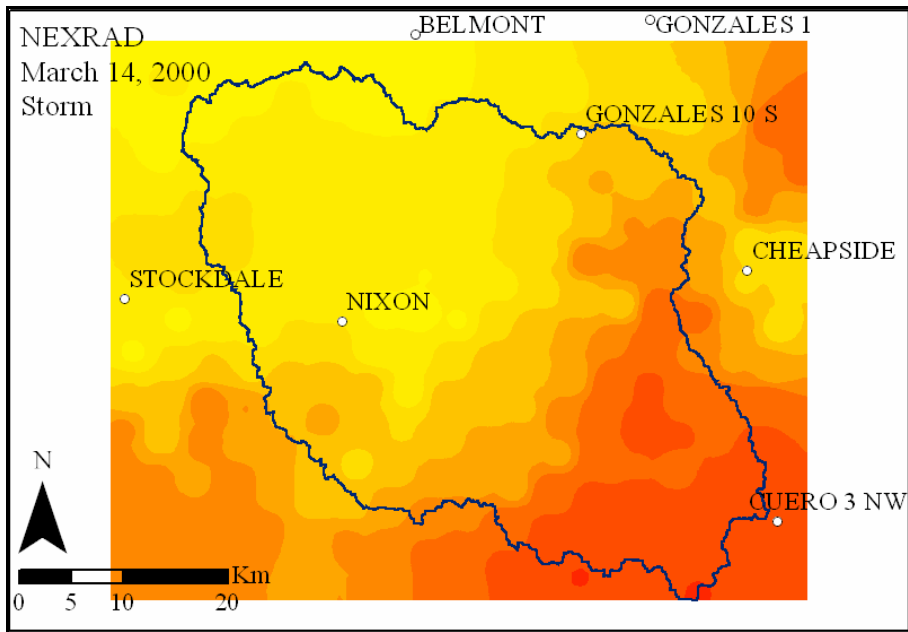 NEXRAD
March 14, 2000
Storm
BELMONT
GONZALES 1
GONZALES 10 S
CHEAPSIDE
STOCKDALE
NIXON
CUERO 3 NW
N
Km
0 5 10 20